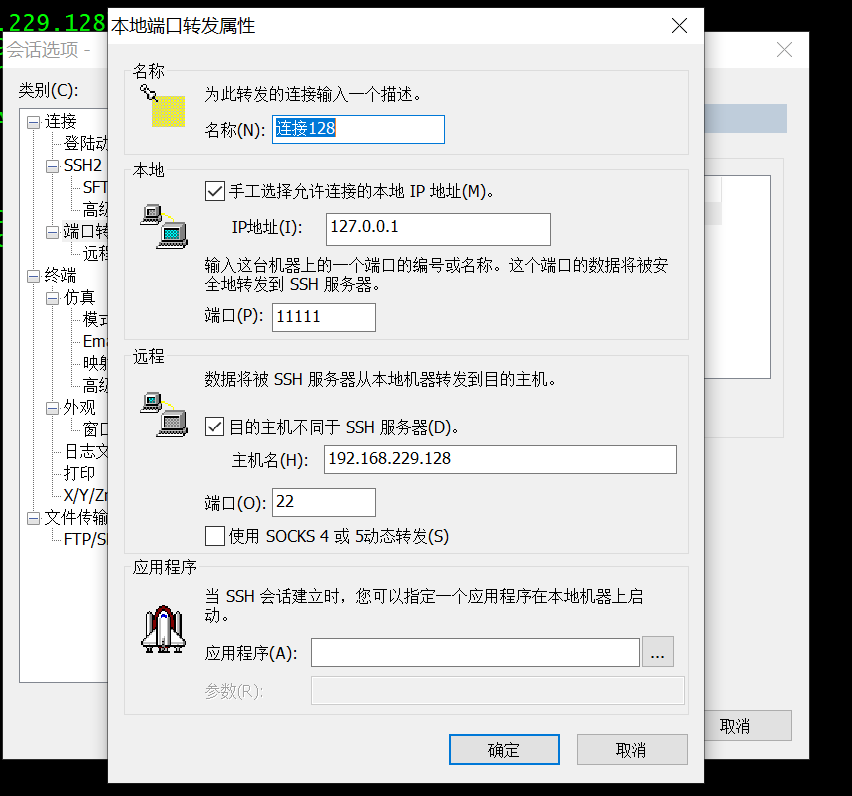 .229.128
会话选项 -
类别(C):
连接
登陆动
SSH2
SFT
高级
端口转
远程
终端
仿真
模式
Ema
映射
高级
外观
窗口
日志文
打印
X/Y/Z
文件传输
FTP/S
取消
本地端口转发属性
名称
为此转发的连接输入一个描述。
名称(N): 连接128
本地
手工选择允许连接的本地 IP 地址(M)。
IP地址(I): 127.0.0.1
输入这台机器上的一个端口的编号或名称。这个端口的数据将被安
全地转发到 SSH 服务器。
端口(P): 11111
远程
数据将被 SSH 服务器从本地机器转发到目的主机。
目的主机不同于 SSH 服务器(D)。
主机名(H): 192.168.229.128
端口(O): 22
使用 SOCKS 4 或 5动态转发(S)
应用程序
当 SSH 会话建立时，您可以指定一个应用程序在本地机器上启
动。
应用程序(A): ...
参数(R):
确定 取消